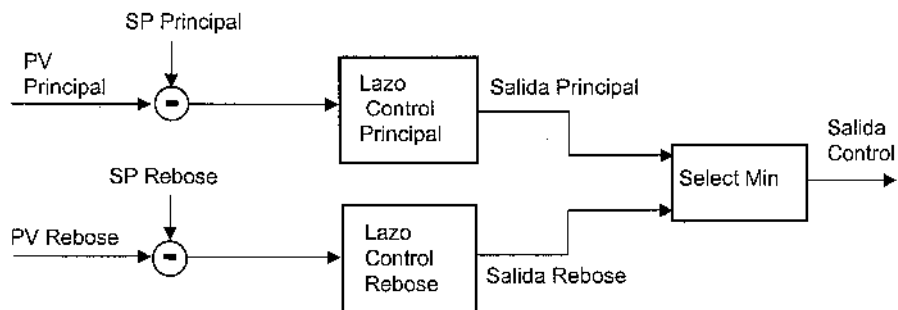 SP Principal
PV
Principal
-
Lazo
Control
Principal
Salida Principal
Select Min
Salida
Control
SP Rebose
PV Rebose
-
Lazo
Control
Rebose
Salida Rebose